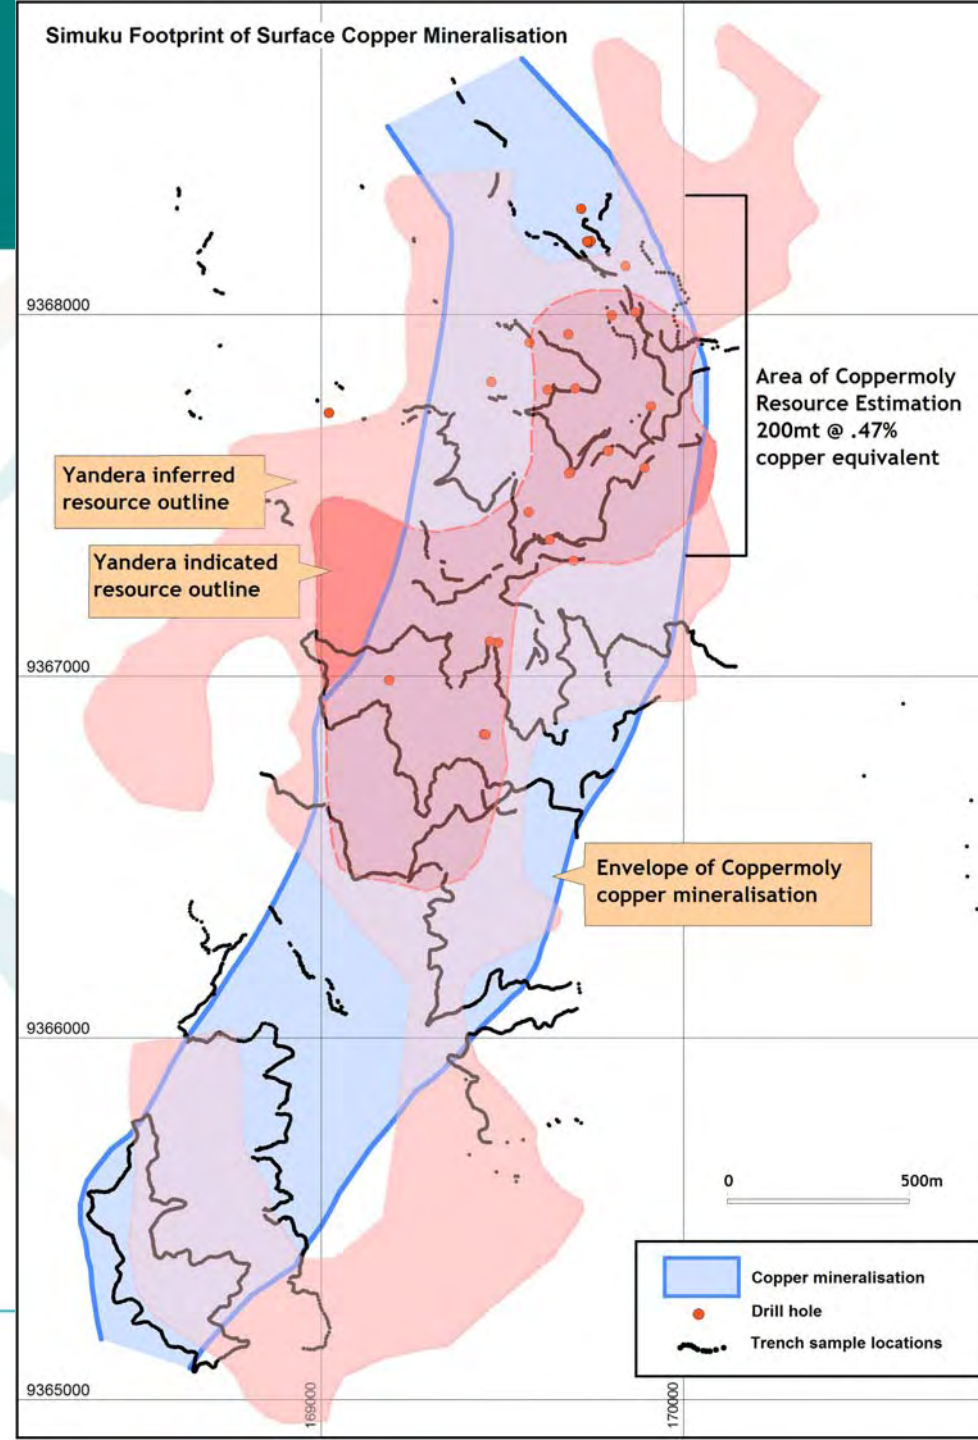 Simuku Footprint of Surface Copper Mineralisation
9368000
Area of Coppermoly
Resource Estimation
200mt @ .47%
copper equivalent
Yandera inferred
resource outline
Yandera indicated
resource outline
9367000
Envelope of Coppermoly
copper mineralisation
9366000
0 500m
Copper mineralisation
Drill hole
Trench sample locations
9365000
169000
170000